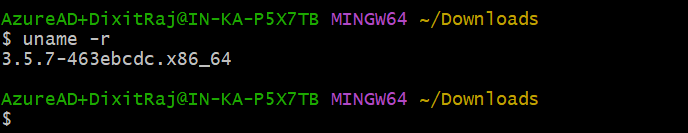 AzureAD+DixitRaj@IN-KA-P5X7TB MINGW64 ~/Downloads
$ uname -r
3.5.7-463ebcdc.x86_64
AzureAD+DixitRaj@IN-KA-P5X7TB MINGW64 ~/Downloads
$